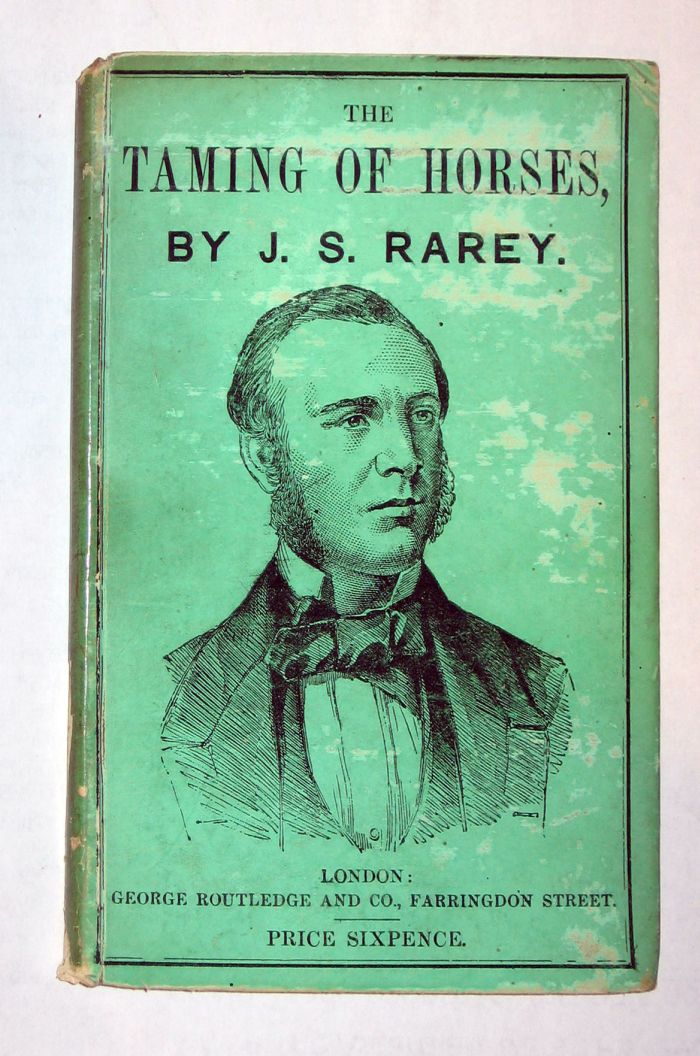 THE
TAMING OF HORSES,
BY J. S. RAREY.
LONDON:
GEORGE ROUTLEDGE AND CO., FARRINGDON STREET.
PRICE SIXPENCE.